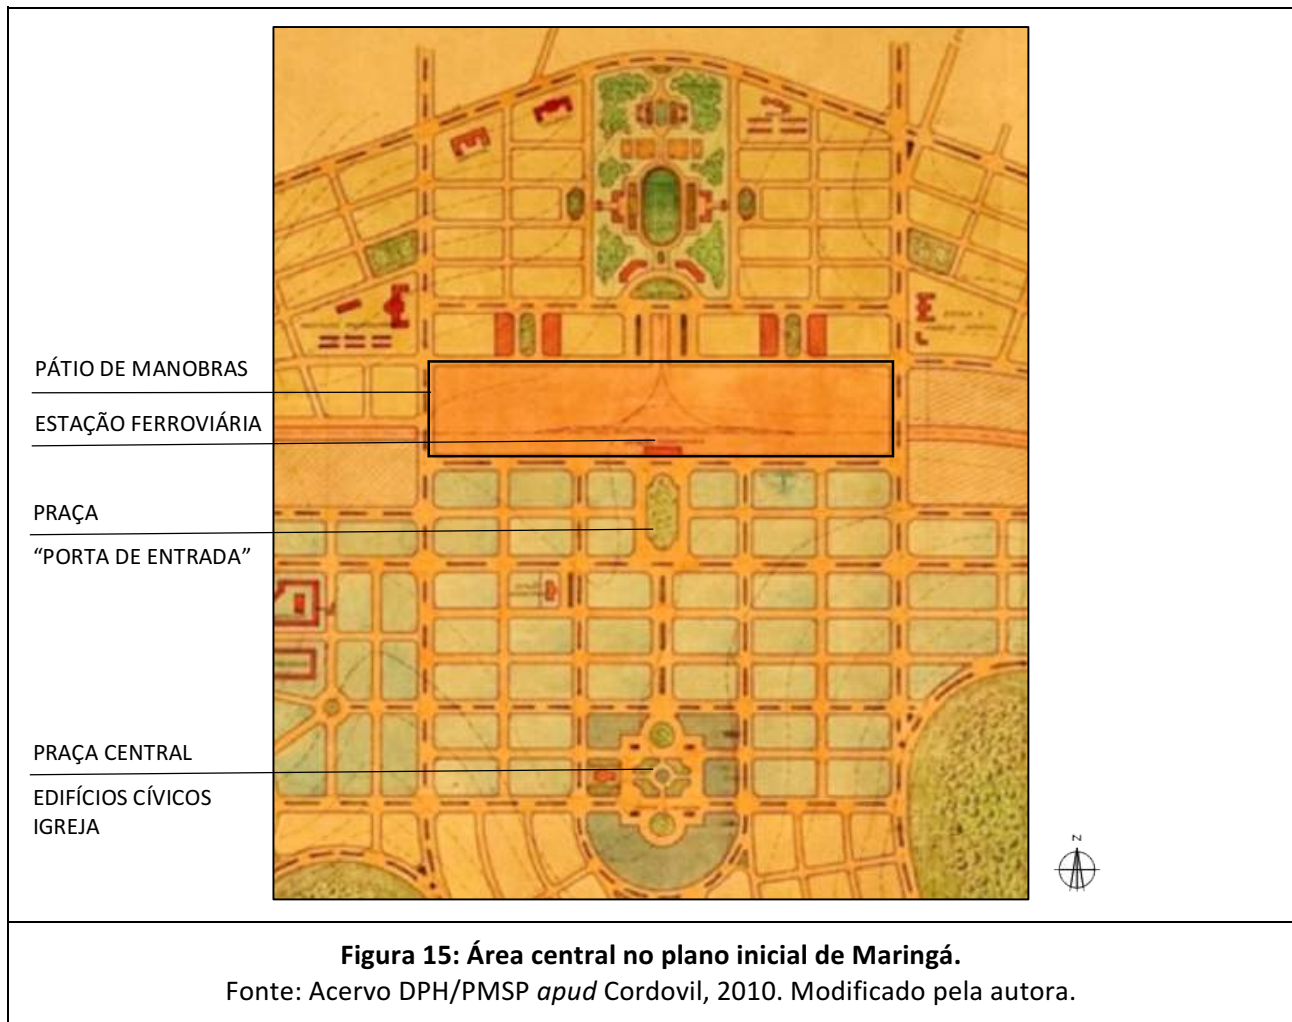 PÁTIO DE MANOBRAS
ESTAÇÃO FERROVIÁRIA
PRAÇA
“PORTA DE ENTRADA”
PRAÇA CENTRAL
EDIFÍCIOS CÍVICOS
IGREJA
N
Figura 15: Área central no plano inicial de Maringá.
Fonte: Acervo DPH/PMSP apud Cordovil, 2010. Modificado pela autora.